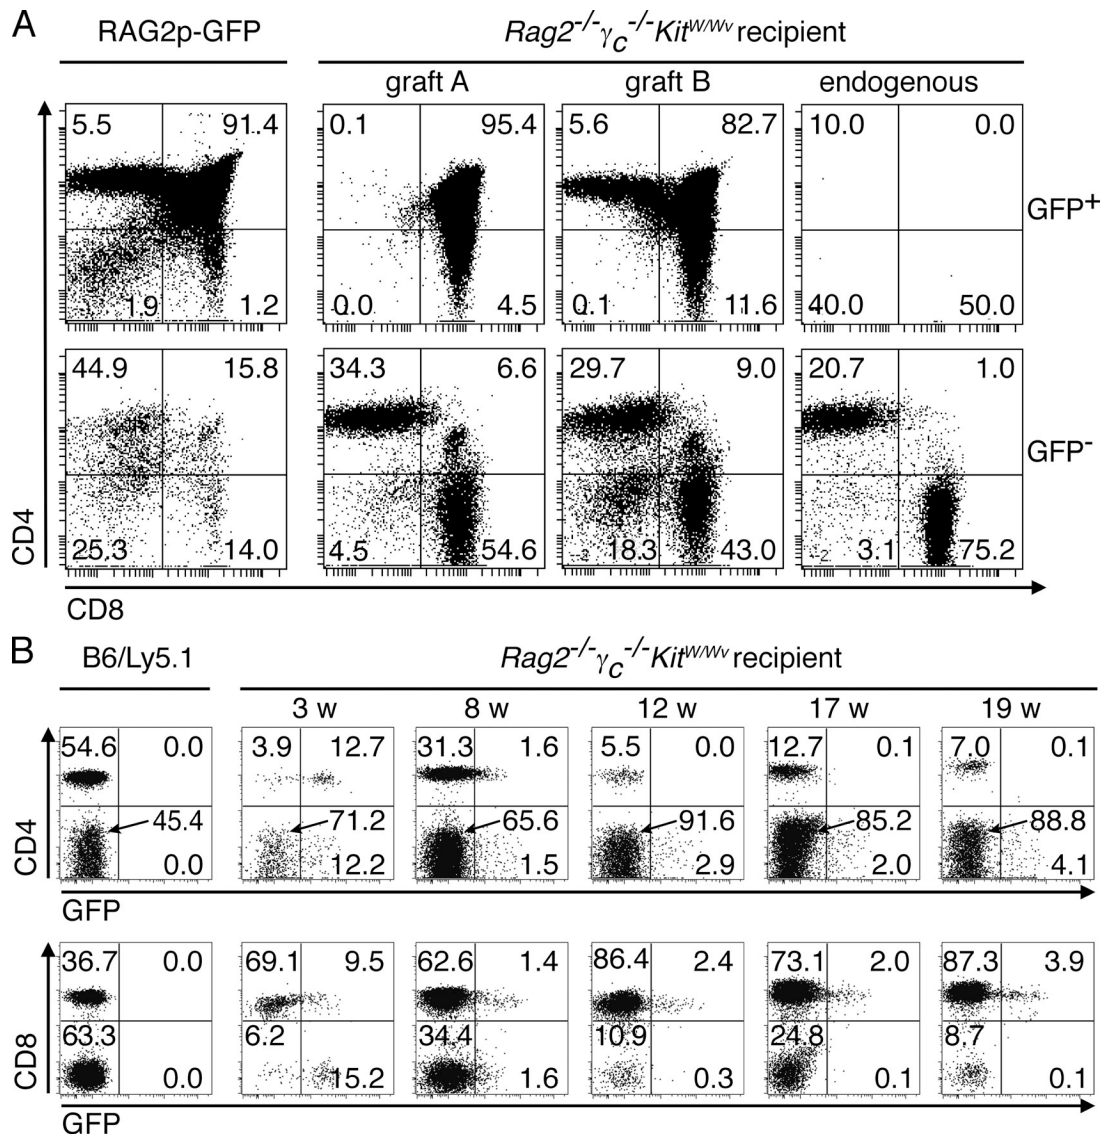 A
RAG2p-GFP
Rag2-/-γc-/-KitW/Wv recipient
graft A
graft B
endogenous
5.5 91.4
0.1 95.4
5.6 82.7
10.0 0.0
GFP+
1.9 1.2
0.0 4.5
0.1 11.6
40.0 50.0
44.9 15.8
34.3 6.6
29.7 9.0
20.7 1.0
GFP-
25.3 14.0
4.5 54.6
18.3 43.0
3.1 75.2
CD4
CD8
B
B6/Ly5.1
Rag2-/-γc-/-KitW/Wv recipient
3 w
8 w
12 w
17 w
19 w
54.6 0.0
3.9 12.7
31.3 1.6
5.5 0.0
12.7 0.1
7.0 0.1
45.4
71.2
65.6
91.6
85.2
88.8
0.0
12.2
1.5
2.9
2.0
4.1
CD4
GFP
36.7 0.0
69.1 9.5
62.6 1.4
86.4 2.4
73.1 2.0
87.3 3.9
63.3
6.2
34.4
10.9
24.8
8.7
0.0
15.2
1.6
0.3
0.1
0.1
CD8
GFP